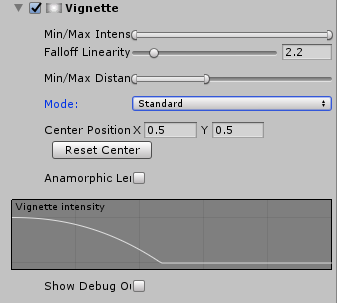 Vignette
Min/Max Intens
Falloff Linearity 2.2
Min/Max Distan
Mode: Standard
Center Position X 0.5 Y 0.5
Reset Center
Anamorphic Ler
Vignette intensity
Show Debug O